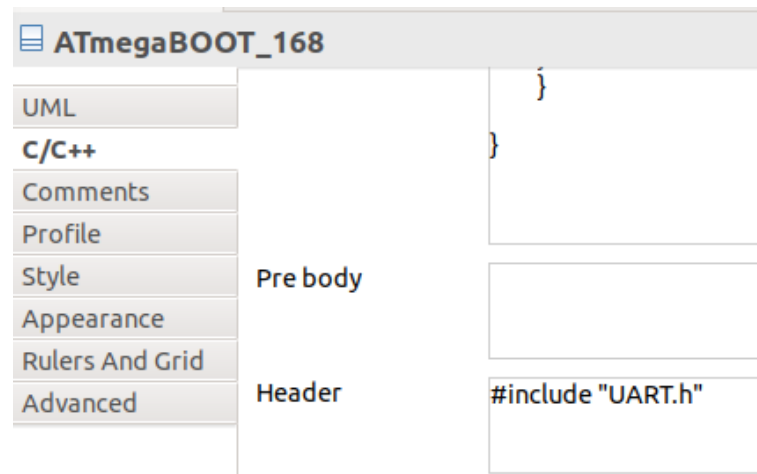 ATmegaBOOT_168
}
UML
C/C++
}
Comments
Profile
Style
Pre body
Appearance
Rulers And Grid
Advanced
Header
#include "UART.h"